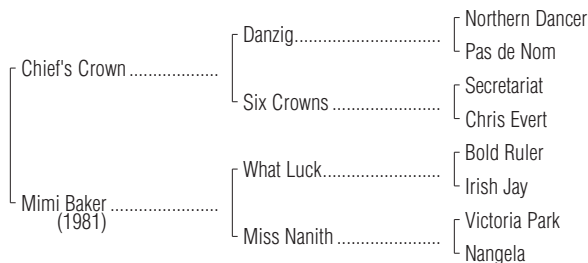 Northern Dancer
Danzig..........................................
Pas de Nom
Chief's Crown ......................
Secretariat
Six Crowns ................................
Chris Evert
Bold Ruler
What Luck...................................
Irish Jay
Mimi Baker ...........................
(1981)
Victoria Park
Miss Nanith ...............................
Nangela